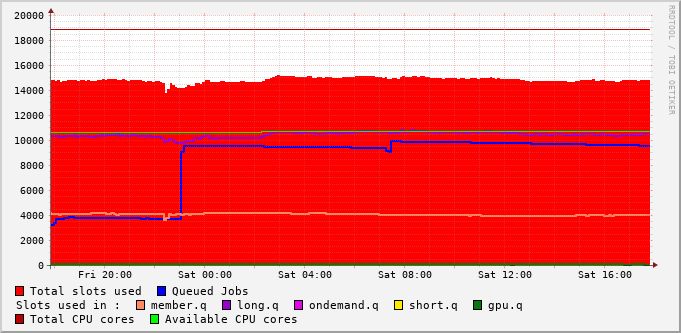 20000
18000
16000
14000
12000
10000
8000
6000
4000
2000
0
Fri 20:00 Sat 00:00 Sat 04:00 Sat 08:00 Sat 12:00 Sat 16:00
RRDTOOL / TOBI OETIKER
Total slots used Queued Jobs
Slots used in : member.q long.q ondemand.q short.q gpu.q
Total CPU cores Available CPU cores